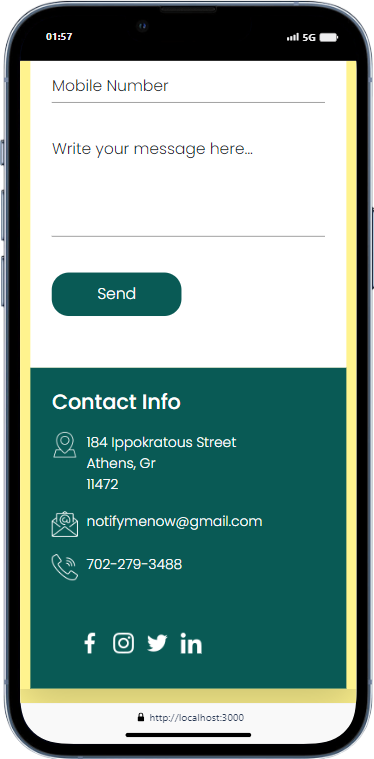 01:57
5G
Mobile Number
Write your message here...
Send
Contact Info
184 Ippokratous Street
Athens, Gr
11472
notifymenow@gmail.com
702-279-3488
http://localhost:3000